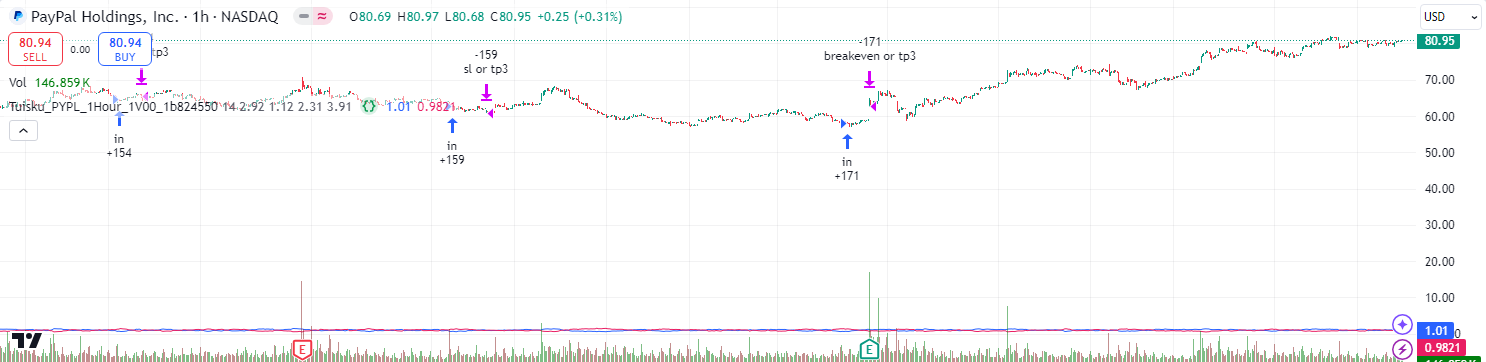 PayPal Holdings, Inc. · 1h · NASDAQ O80.69 H80.97 L80.68 C80.95 +0.25 (+0.31%)
USD
80.94 SELL
0.00
80.94 BUY
tp3
-159
sl or tp3
-171
breakeven or tp3
80.95
Vol 146.859 K
70.00
Tuisku_PYPL_1Hour_1V00_1b824550 14 2.92 1.12 2.31 3.91 1.01 0.9821
60.00
in
+154
in
+159
in
+171
50.00
40.00
30.00
20.00
10.00
1.01
0.9821
E
E